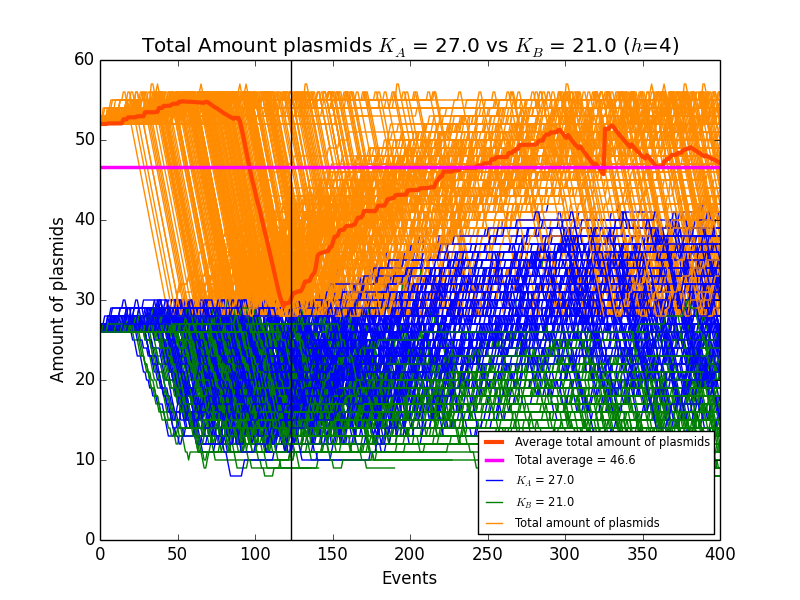 Total Amount plasmids K_A = 27.0 vs K_B = 21.0 (h=4)
60
50
40
30
20
10
0
Amount of plasmids
Average total amount of plasmids
Total average = 46.6
K_A = 27.0
K_B = 21.0
Total amount of plasmids
0 50 100 150 200 250 300 350 400
Events